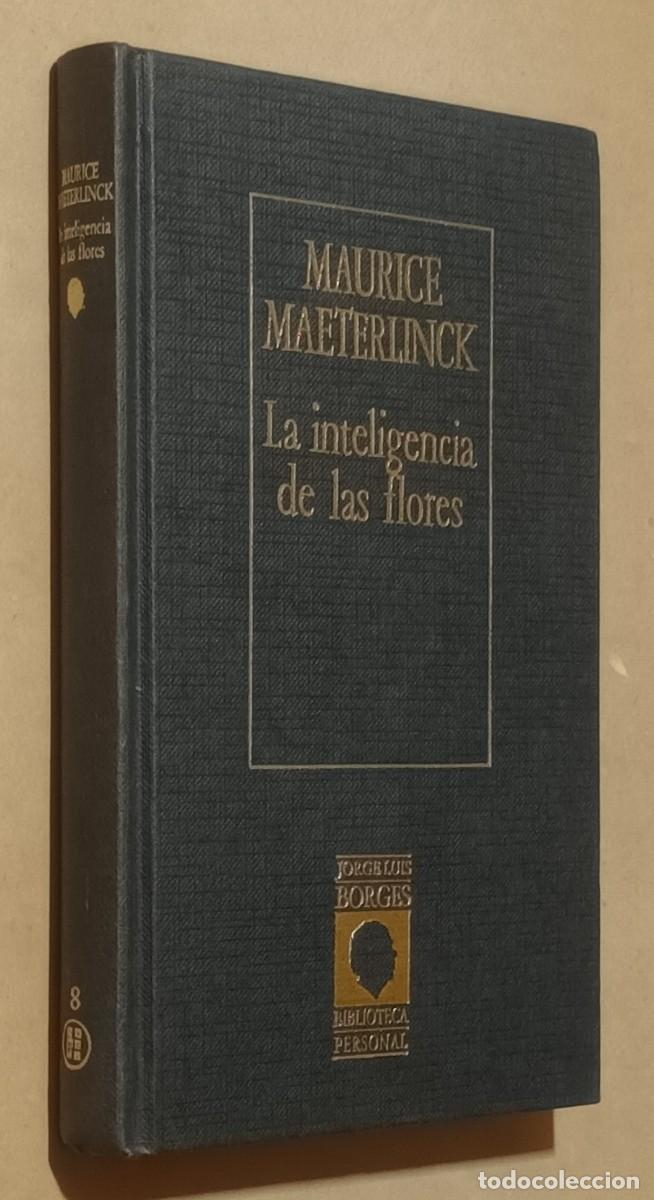 MAURICE
MAETERLINCK
La inteligencia
de las flores
8
MAURICE
MAETERLINCK
La inteligencia
de las flores
JORGE LUIS
BORGES
BIBLIOTECA
PERSONAL
todocoleccion